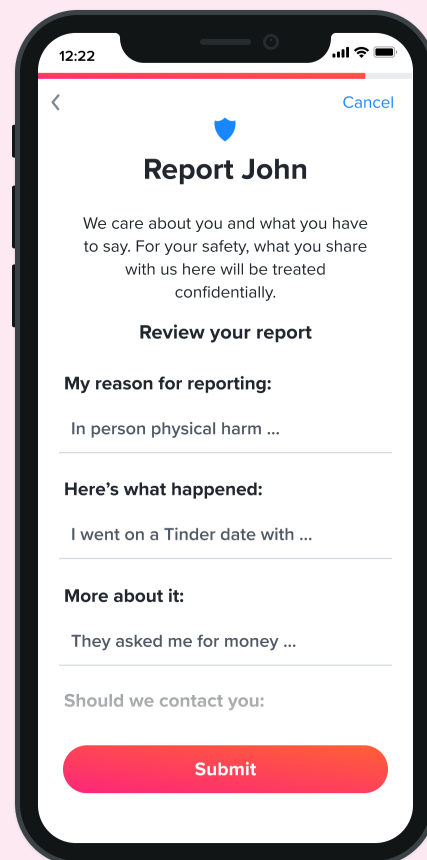 12:22
Cancel
Report John
We care about you and what you have
to say. For your safety, what you share
with us here will be treated
confidentially.
Review your report
My reason for reporting:
In person physical harm ...
Here’s what happened:
I went on a Tinder date with ...
More about it:
They asked me for money ...
Should we contact you:
Submit